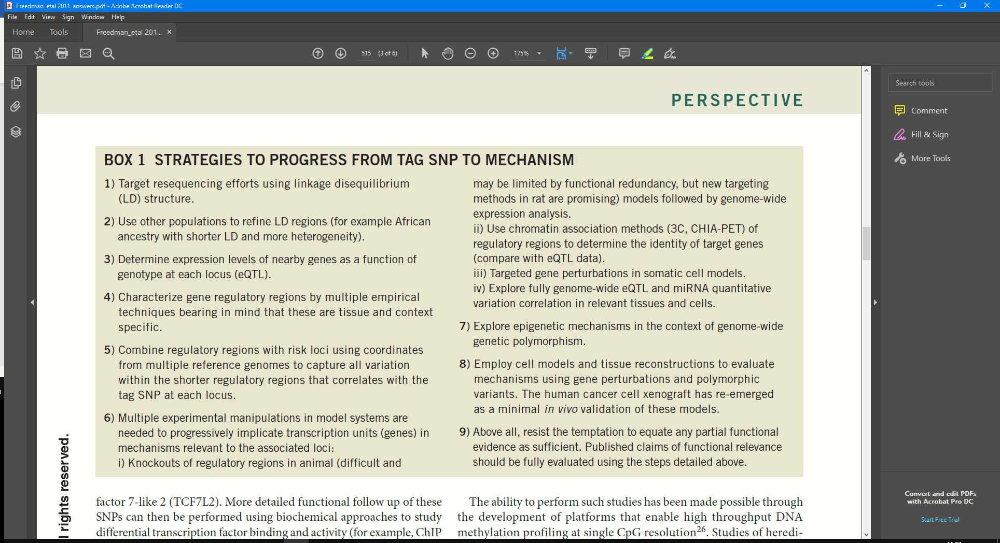 Freedman_etal 2011_answers.pdf - Adobe Acrobat Reader DC
File Edit View Sign Window Help
Home Tools Freedman_etal 201... ×
515 (3 of 6) 175%
Search tools
Comment
Fill & Sign
More Tools
PERSPECTIVE
BOX 1 STRATEGIES TO PROGRESS FROM TAG SNP TO MECHANISM
1) Target resequencing efforts using linkage disequilibrium
(LD) structure.
2) Use other populations to refine LD regions (for example African
ancestry with shorter LD and more heterogeneity).
3) Determine expression levels of nearby genes as a function of
genotype at each locus (eQTL).
4) Characterize gene regulatory regions by multiple empirical
techniques bearing in mind that these are tissue and context
specific.
5) Combine regulatory regions with risk loci using coordinates
from multiple reference genomes to capture all variation
within the shorter regulatory regions that correlates with the
tag SNP at each locus.
6) Multiple experimental manipulations in model systems are
needed to progressively implicate transcription units (genes) in
mechanisms relevant to the associated loci:
i) Knockouts of regulatory regions in animal (difficult and
may be limited by functional redundancy, but new targeting
methods in rat are promising) models followed by genome-wide
expression analysis.
ii) Use chromatin association methods (3C, CHIA-PET) of
regulatory regions to determine the identity of target genes
(compare with eQTL data).
iii) Targeted gene perturbations in somatic cell models.
iv) Explore fully genome-wide eQTL and miRNA quantitative
variation correlation in relevant tissues and cells.
7) Explore epigenetic mechanisms in the context of genome-wide
genetic polymorphism.
8) Employ cell models and tissue reconstructions to evaluate
mechanisms using gene perturbations and polymorphic
variants. The human cancer cell xenograft has re-emerged
as a minimal in vivo validation of these models.
9) Above all, resist the temptation to equate any partial functional
evidence as sufficient. Published claims of functional relevance
should be fully evaluated using the steps detailed above.
factor 7-like 2 (TCF7L2). More detailed functional follow up of these
SNPs can then be performed using biochemical approaches to study
differential transcription factor binding and activity (for example, ChIP
The ability to perform such studies has been made possible through
the development of platforms that enable high throughput DNA
methylation profiling at single CpG resolution26. Studies of heredi-
rights reserved.
Convert and edit PDFs
with Acrobat Pro DC
Start Free Trial